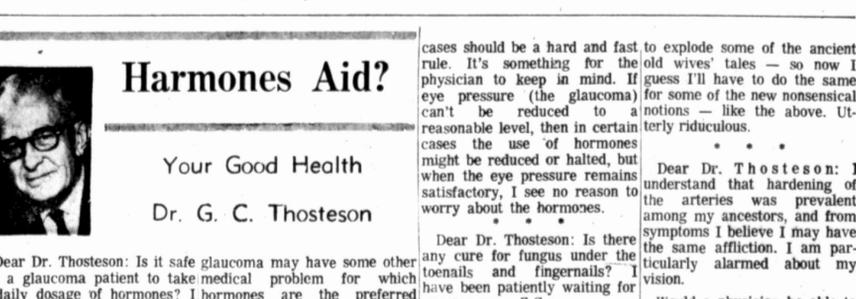 Harmones Aid?
Your Good Health
Dr. G. C. Thosteson
Dear Dr. Thosteson: Is it safe
a glaucoma patient to take
daily dosage of hormones? I
glaucoma may have some other
medical problem for which
hormones are the preferred
cases should be a hard and fast
rule. It's something for the
physician to keep in mind. If
eye pressure (the glaucoma)
can't be reduced to a
reasonable level, then in certain
cases the use of hormones
might be reduced or halted, but
when the eye pressure remains
satisfactory, I see no reason to
worry about the hormones.
* * *
Dear Dr. Thosteson: Is there
any cure for fungus under the
toenails and fingernails? I
have been patiently waiting for
to explode some of the ancient
old wives' tales — so now I
guess I'll have to do the same
for some of the new nonsensical
notions — like the above. Ut-
terly riduculous.
* * *
Dear Dr. Thosteson: I
understand that hardening of
the arteries was prevalent
among my ancestors, and from
symptoms I believe I may have
the same affliction. I am par-
ticularly alarmed about my
vision.